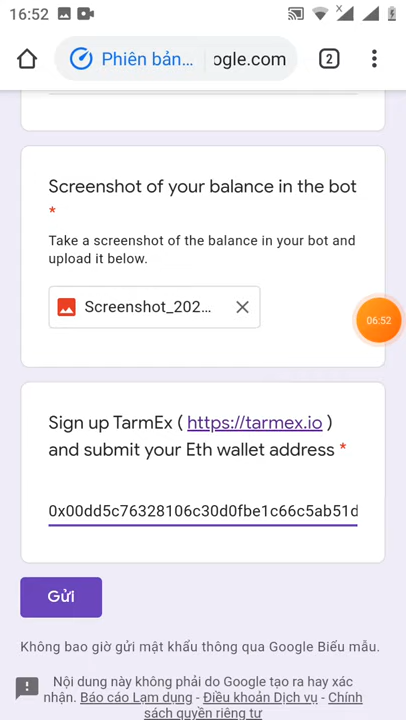 16:52
Phiên bản... ogle.com 2
Screenshot of your balance in the bot
*
Take a screenshot of the balance in your bot and
upload it below.
Screenshot_202...
06:52
Sign up TarmEx ( https://tarmex.io )
and submit your Eth wallet address *
0x00dd5c76328106c30d0fbe1c66c5ab51d
Gửi
Không bao giờ gửi mật khẩu thông qua Google Biểu mẫu.
Nội dung này không phải do Google tạo ra hay xác
nhận. Báo cáo Lạm dụng - Điều khoản Dịch vụ - Chính
sách quyền riêng tư